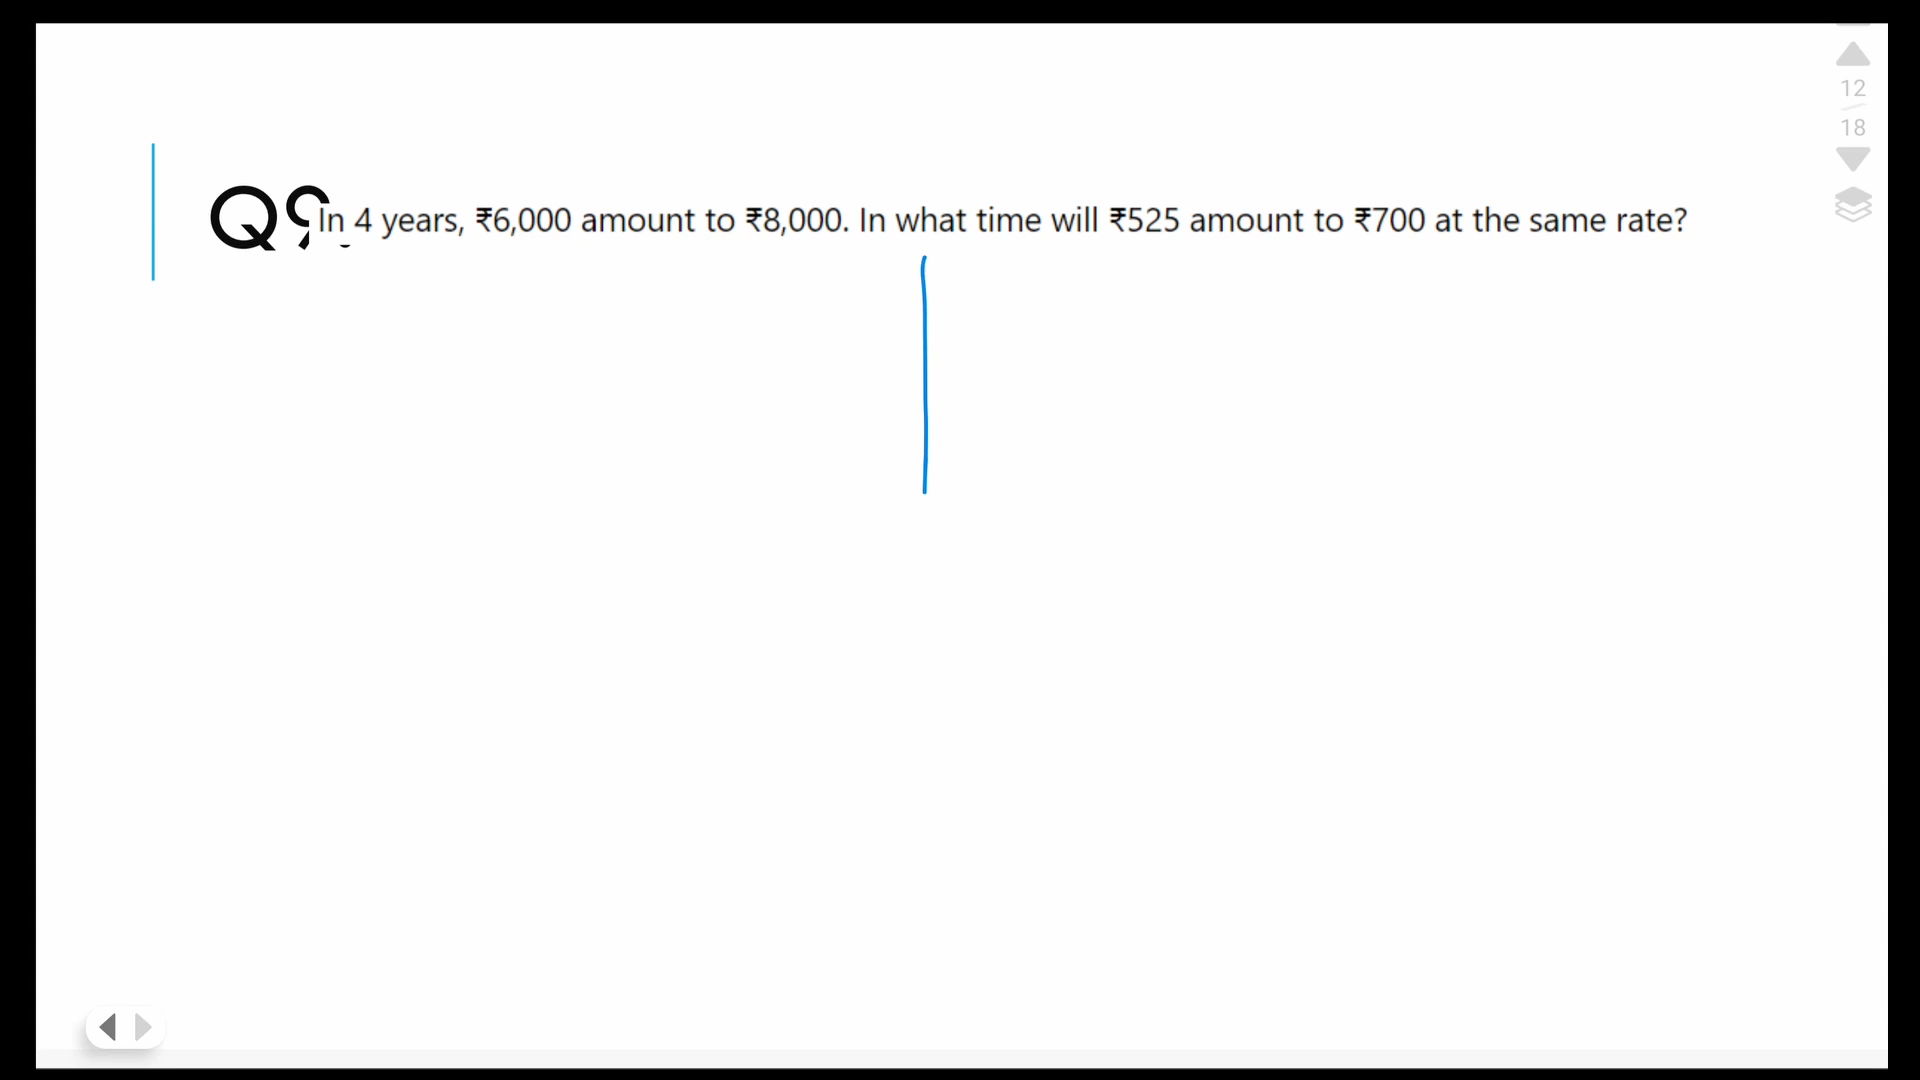 12
18
Q9. In 4 years, ₹6,000 amount to ₹8,000. In what time will ₹525 amount to ₹700 at the same rate?